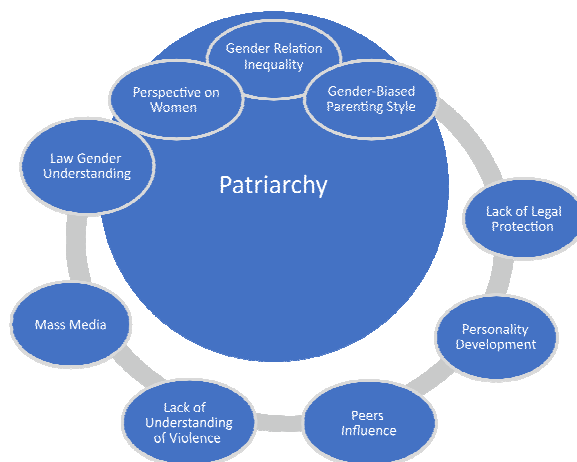 Gender Relation
Inequality
Perspective on
Women
Gender-Biased
Parenting Style
Law Gender
Understanding
Patriarchy
Lack of Legal
Protection
Mass Media
Personality
Development
Lack of
Understanding
of Violence
Peers
Influence